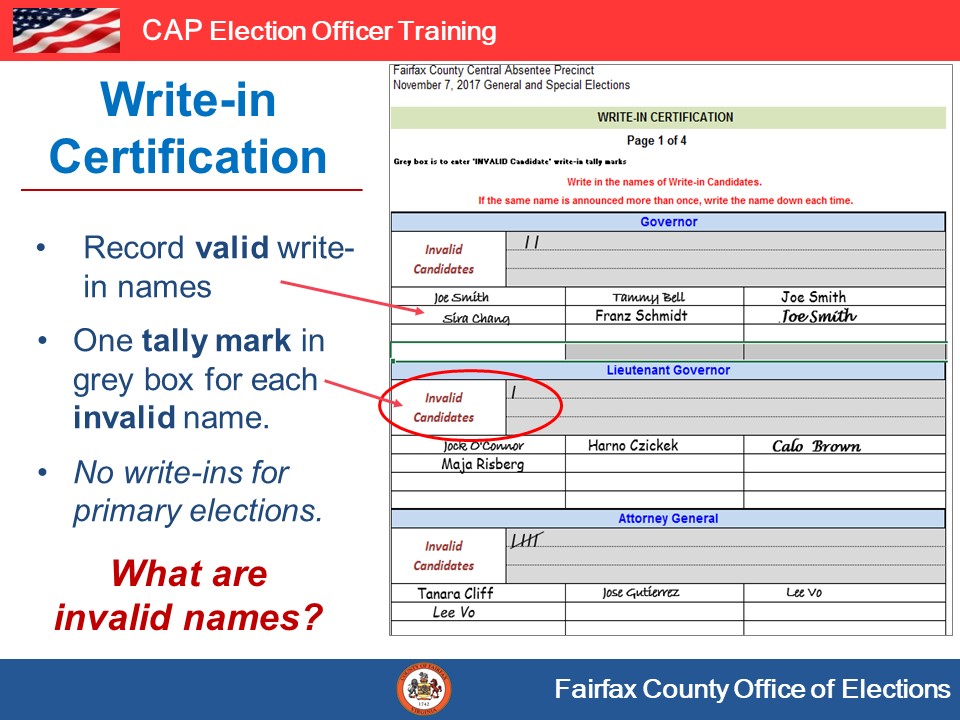 CAP Election Officer Training
Write-in
Certification
• Record valid write-
in names
• One tally mark in
grey box for each
invalid name.
• No write-ins for
primary elections.
What are
invalid names?
Fairfax County Central Absentee Precinct
November 7, 2017 General and Special Elections
WRITE-IN CERTIFICATION
Page 1 of 4
Grey box is to enter 'INVALID Candidate' write-in tally marks
Write in the names of Write-in Candidates.
If the same name is announced more than once, write the name down each time.
Governor
Invalid
Candidates
Joe Smith Tammy Bell Joe Smith
Sira Chang Franz Schmidt Joe Smith
Lieutenant Governor
Invalid
Candidates
Jock O'Connor Harno Czickek Calo Brown
Maja Risberg
Attorney General
Invalid
Candidates
Tanara Cliff Jose Gutierrez Lee Vo
Lee Vo
Fairfax County Office of Elections